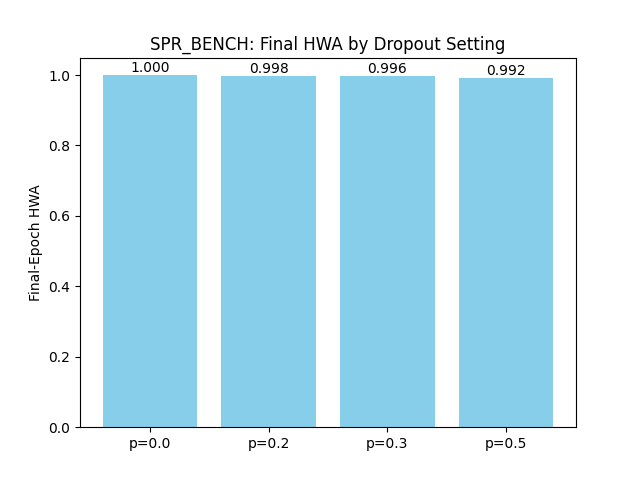 SPR_BENCH: Final HWA by Dropout Setting
1.000
0.998
0.996
0.992
Final-Epoch HWA
1.0
0.8
0.6
0.4
0.2
0.0
p=0.0
p=0.2
p=0.3
p=0.5